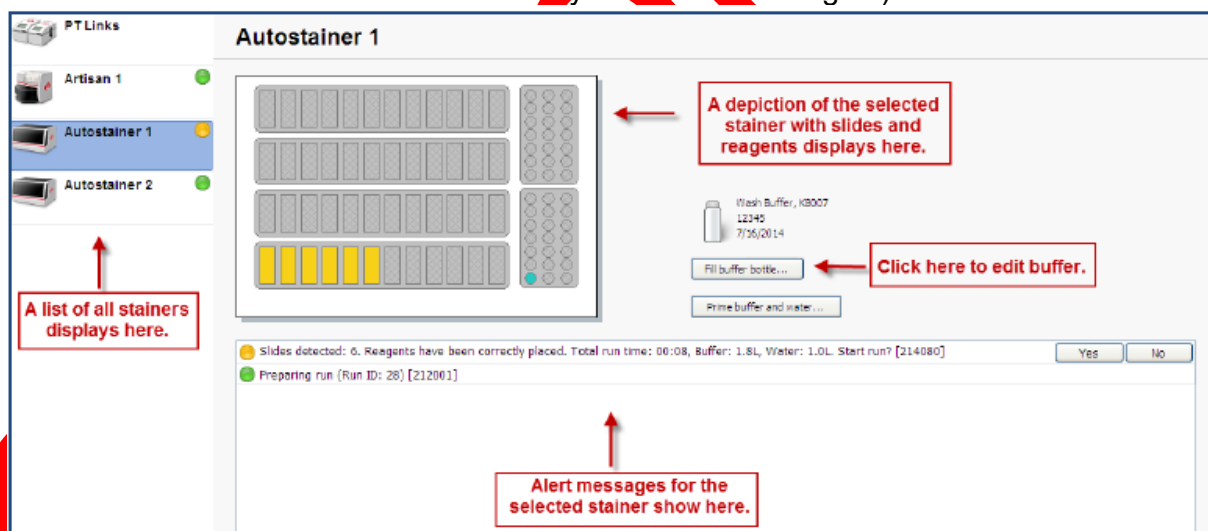 PT Links
Artisan 1
Autostainer 1
Autostainer 2
A list of all stainers
displays here.
Autostainer 1
A depiction of the selected
stainer with slides and
reagents displays here.
Wash Buffer, K8007
12345
Fill buffer bottle...
Click here to edit buffer.
Prime buffer and water...
Slides detected: 6. Reagents have been correctly placed. Total run time: 00:08, Buffer: 1.8L, Water: 1.0L. Start run? [214080]
Yes
No
Preparing run (Run ID: 28) [212001]
Alert messages for the
selected stainer show here.